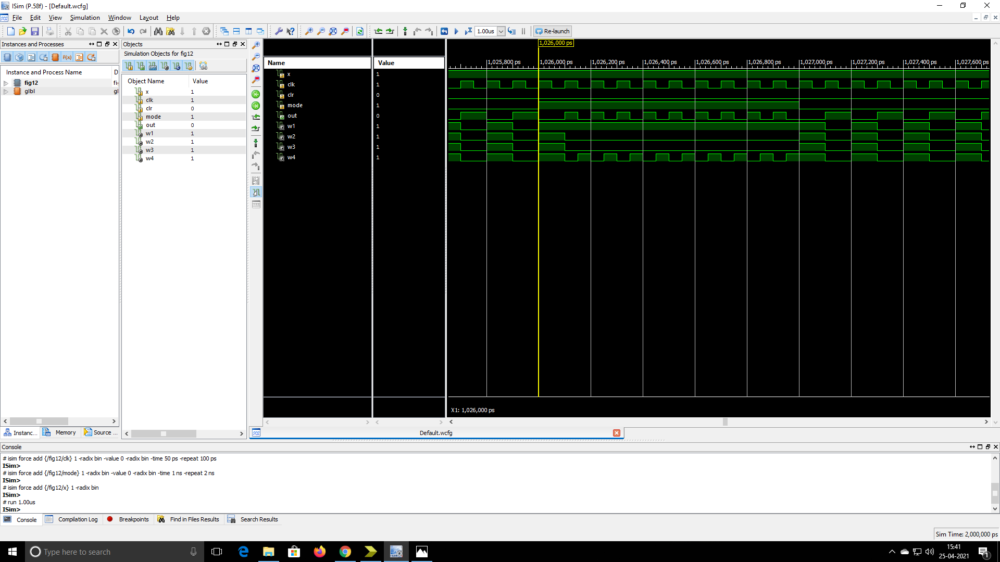 ISim (P.58f) - [Default.wcfg]
File Edit View Simulation Window Layout Help
1.00us Re-launch
Instances and Processes
Instance and Process Name D
fig12 fi
glbl gl
Instanc... Memory Source ...
Objects
Simulation Objects for fig12
Object Name Value
x 1
clk 1
clr 0
mode 1
out 0
w1 1
w2 1
w3 1
w4 1
Name Value
x 1
clk 1
clr 0
mode 1
out 0
w1 1
w2 1
w3 1
w4 1
1,026,000 ps
1,025,800 ps 1,026,000 ps 1,026,200 ps 1,026,400 ps 1,026,600 ps 1,026,800 ps 1,027,000 ps 1,027,200 ps 1,027,400 ps 1,027,600 ps
X1: 1,026,000 ps
Default.wcfg
Console
# isim force add {/fig12/clk} 1 -radix bin -value 0 -radix bin -time 50 ps -repeat 100 ps
ISim>
# isim force add {/fig12/mode} 1 -radix bin -value 0 -radix bin -time 1 ns -repeat 2 ns
ISim>
# isim force add {/fig12/x} 1 -radix bin
ISim>
# run 1.00us
ISim>
Console Compilation Log Breakpoints Find in Files Results Search Results
Sim Time: 2,000,000 ps
Type here to search
15:41
25-04-2021
1